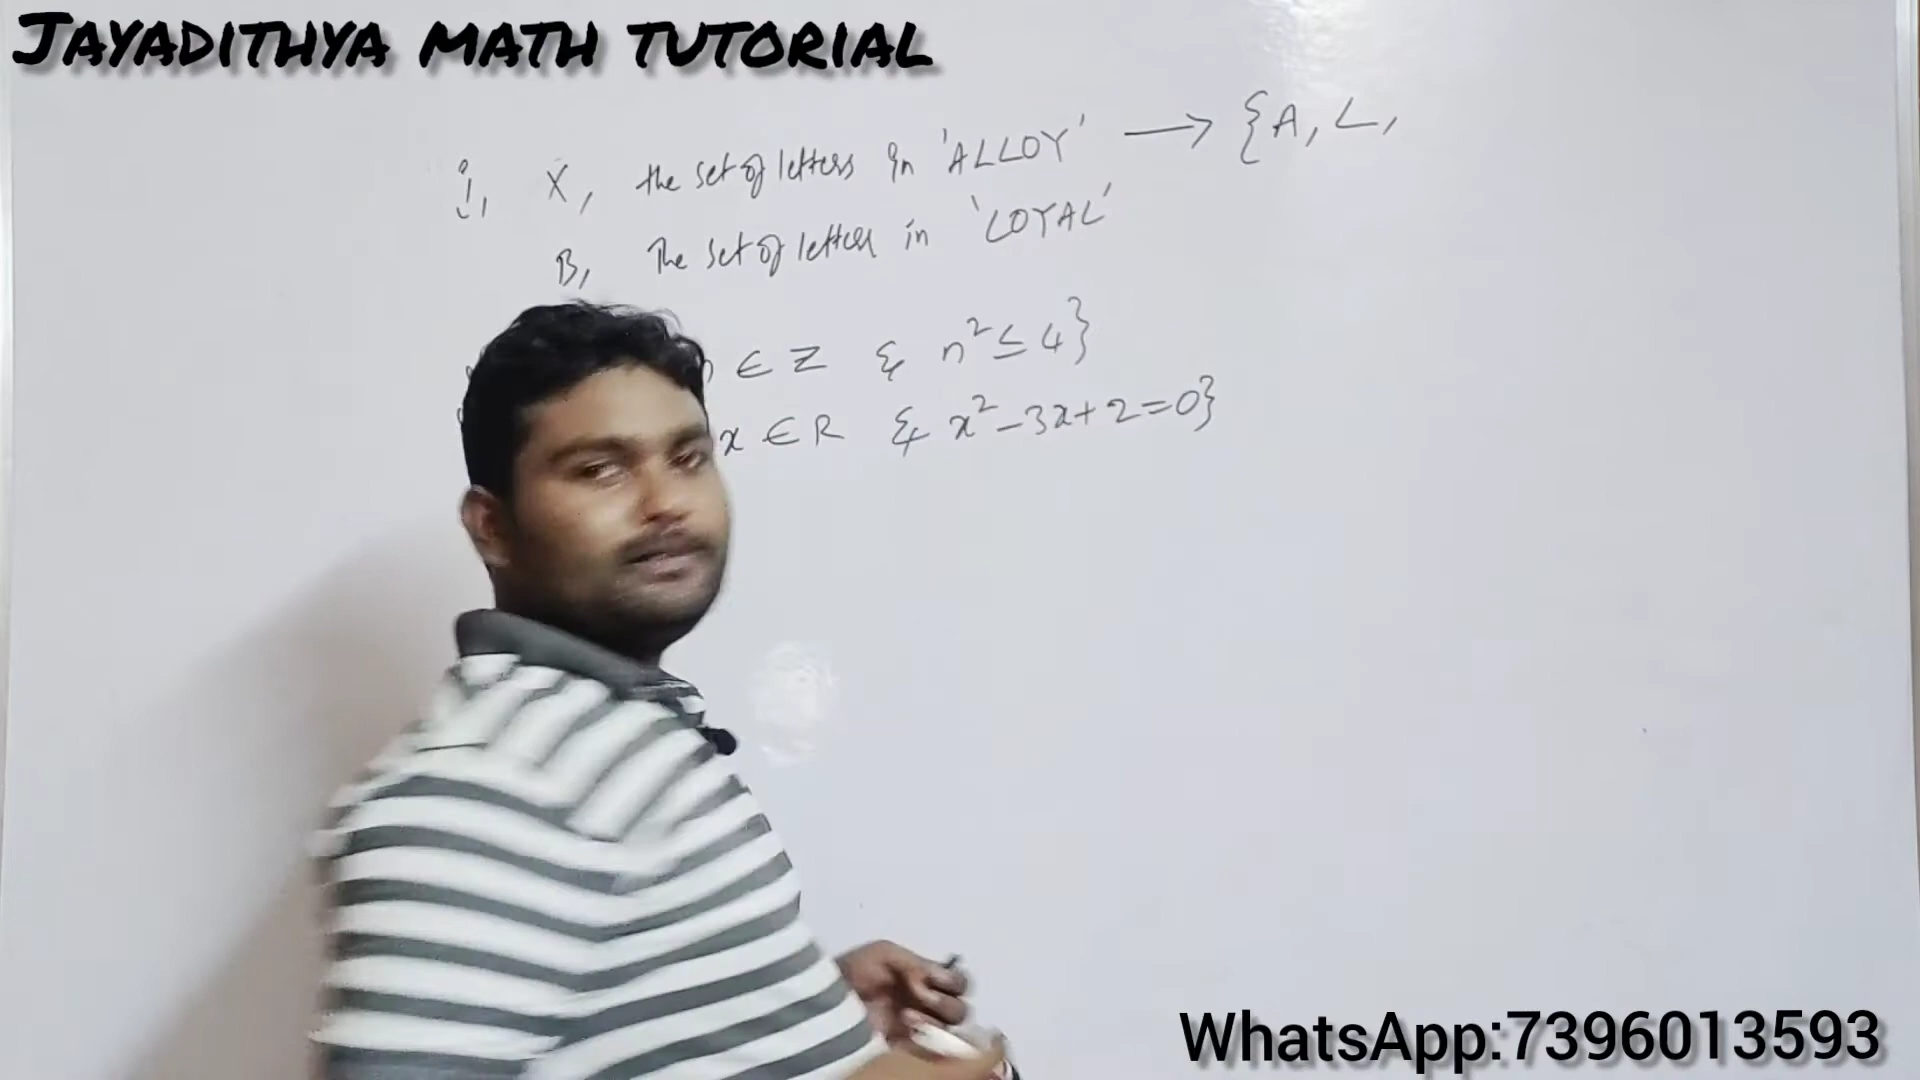 JAYADITHYA MATH TUTORIAL
i, X, the set of letters in 'ALLOY' → {A, L,
B, The set of letters in 'LOYAL'
∈ Z & n² ≤ 4}
x ∈ R & x² - 3x + 2 = 0}
WhatsApp:7396013593